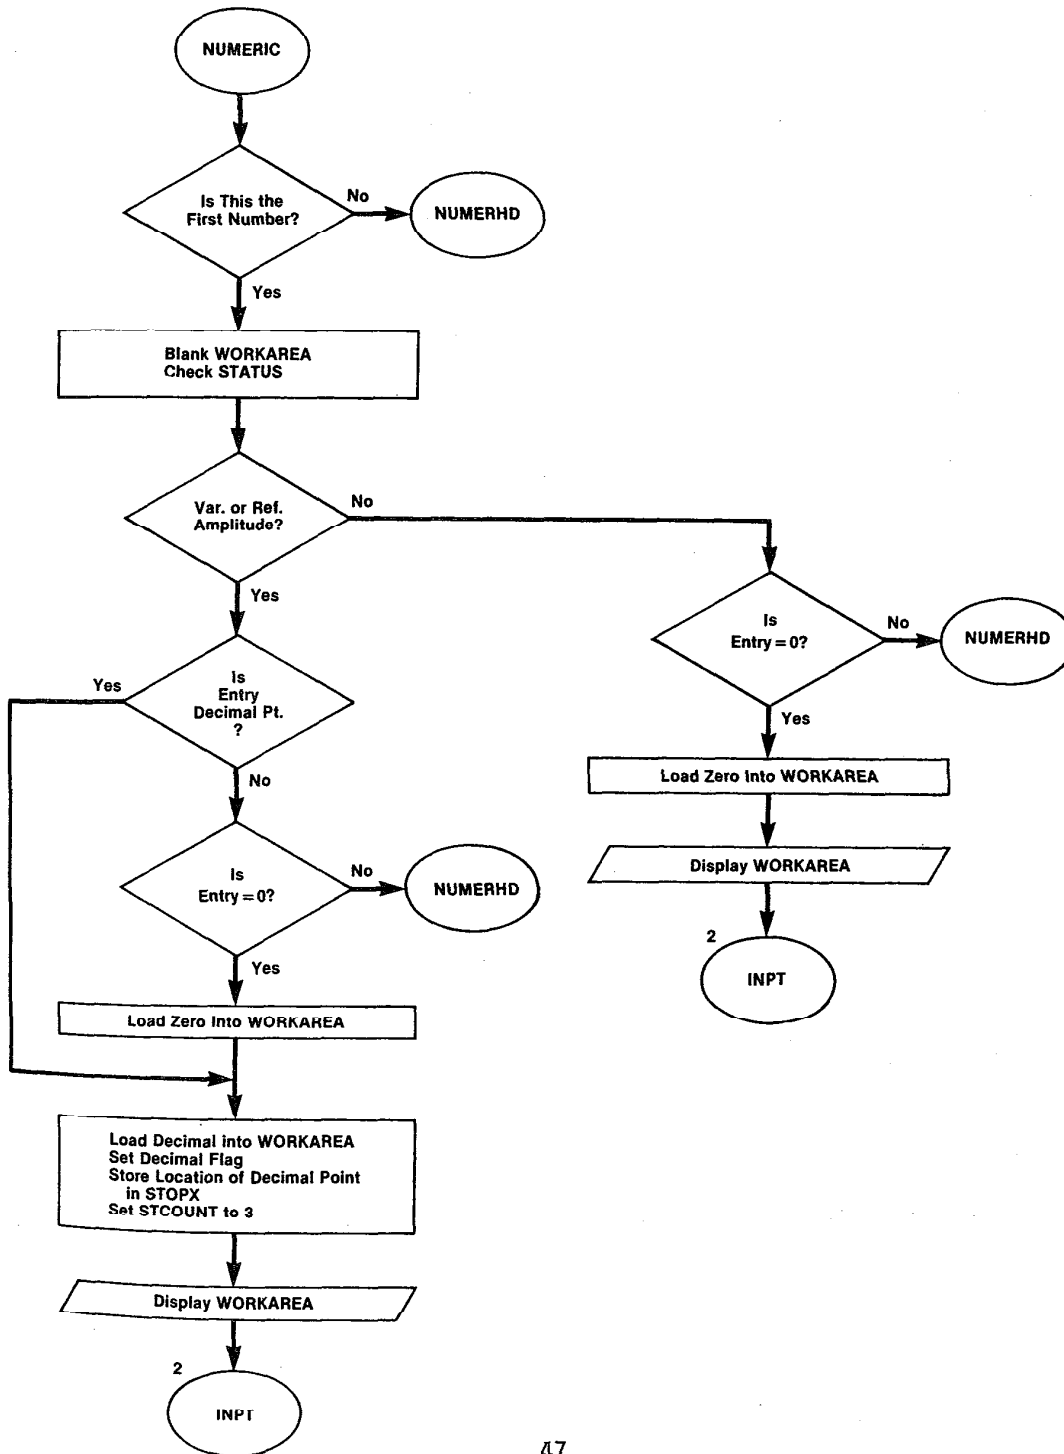 NUMERIC
Is This the
First Number?
No
NUMERHD
Yes
Blank WORKAREA
Check STATUS
Var. or Ref.
Amplitude?
No
Yes
Is
Entry = 0?
No
NUMERHD
Yes
Load Zero Into WORKAREA
Display WORKAREA
2
INPT
Is
Entry
Decimal Pt.
?
Yes
No
Is
Entry = 0?
No
NUMERHD
Yes
Load Zero Into WORKAREA
Load Decimal into WORKAREA
Set Decimal Flag
Store Location of Decimal Point
in STOPX
Set STCOUNT to 3
Display WORKAREA
2
INPT
47